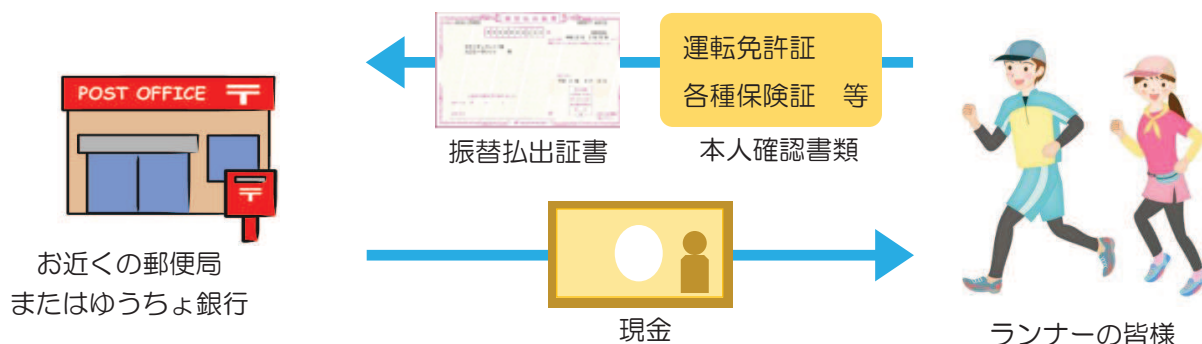 運転免許証
各種保険証　等
POST OFFICE 〒
振替払出証書
本人確認書類
〒
お近くの郵便局
またはゆうちょ銀行
現金
ランナーの皆様